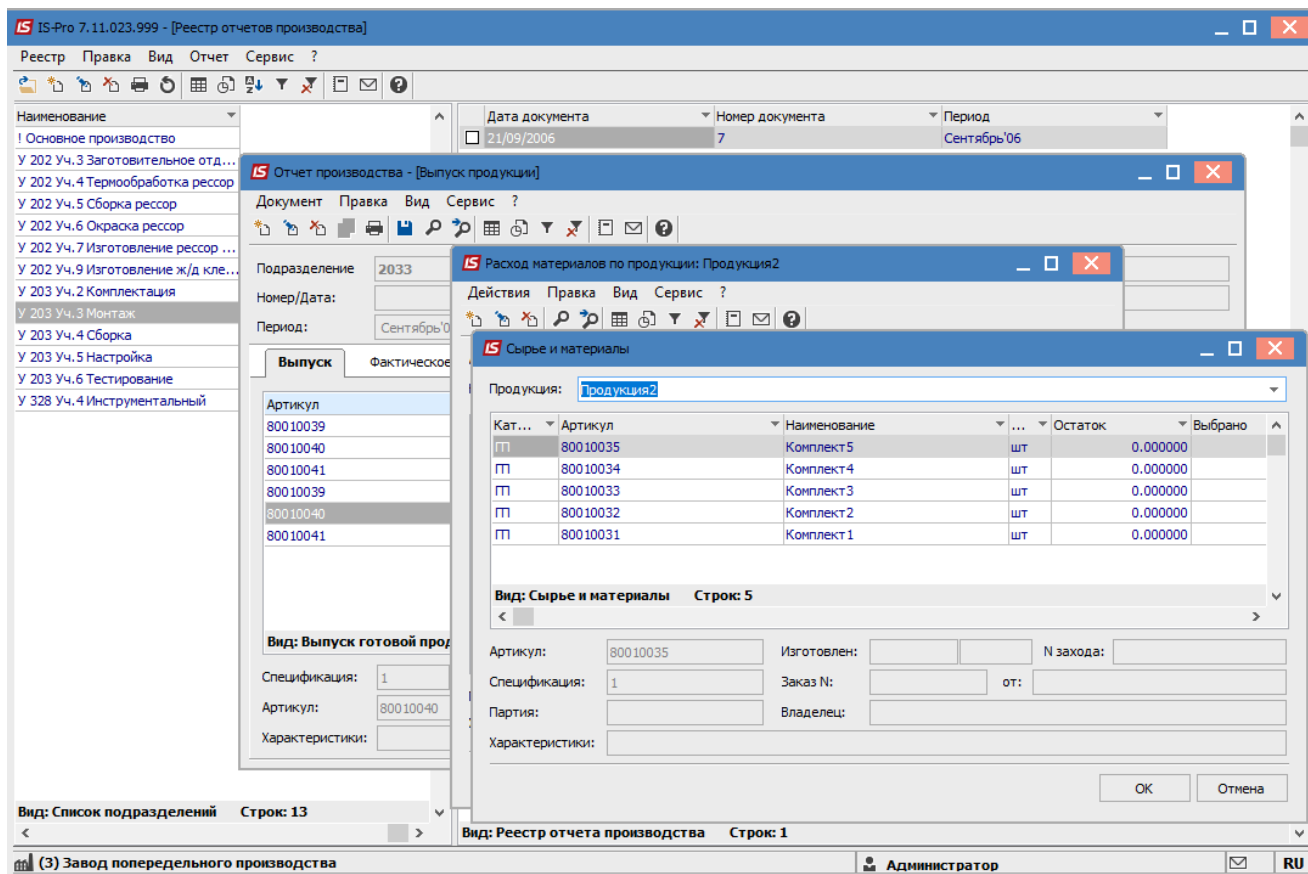 IS-Pro 7.11.023.999 - [Реестр отчетов производства]
Реестр Правка Вид Отчет Сервис ?
Наименование
! Основное производство
У 202 Уч.3 Заготовительное отд...
У 202 Уч.4 Термообработка рессор
У 202 Уч.5 Сборка рессор
У 202 Уч.6 Окраска рессор
У 202 Уч.7 Изготовление рессор ...
У 202 Уч.9 Изготовление ж/д кле...
У 203 Уч.2 Комплектация
У 203 Уч.3 Монтаж
У 203 Уч.4 Сборка
У 203 Уч.5 Настройка
У 203 Уч.6 Тестирование
У 328 Уч.4 Инструментальный
Вид: Список подразделений Строк: 13
Дата документа Номер документа Период
21/09/2006 7 Сентябрь'06
Отчет производства - [Выпуск продукции]
Документ Правка Вид Сервис ?
Подразделение 2033
Номер/Дата:
Период: Сентябрь'0
Выпуск Фактическое
Артикул
80010039
80010040
80010041
80010039
80010040
80010041
Вид: Выпуск готовой прод
Спецификация: 1
Артикул: 80010040
Характеристики:
Расход материалов по продукции: Продукция2
Действия Правка Вид Сервис ?
Сырье и материалы
Продукция: Продукция2
Кат... Артикул Наименование ... Остаток Выбрано
ГП 80010035 Комплект5 шт 0.000000
ГП 80010034 Комплект4 шт 0.000000
ГП 80010033 Комплект3 шт 0.000000
ГП 80010032 Комплект2 шт 0.000000
ГП 80010031 Комплект1 шт 0.000000
Вид: Сырье и материалы Строк: 5
Артикул: 80010035 Изготовлен: N захода:
Спецификация: 1 Заказ N: от:
Партия: Владелец:
Характеристики:
OK Отмена
Вид: Реестр отчета производства Строк: 1
(3) Завод попередельного производства Администратор RU